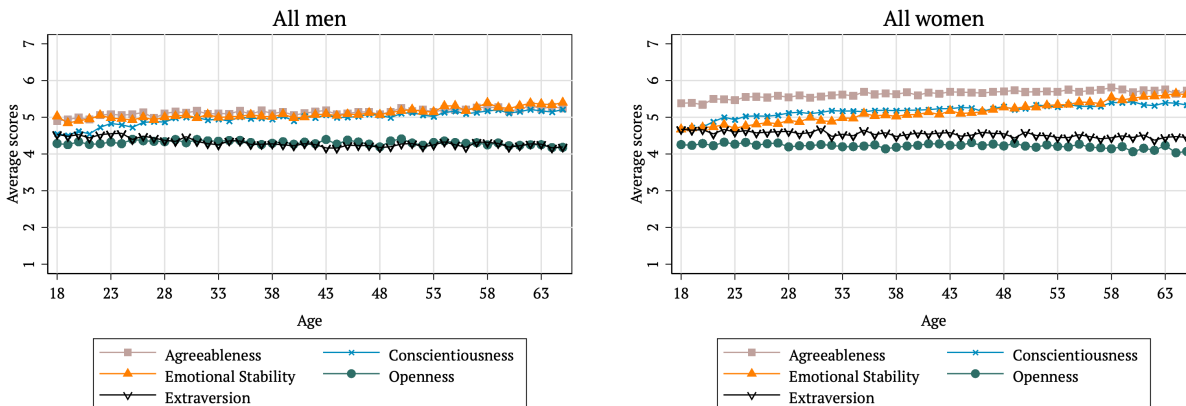 All men
Average scores
7
6
5
4
3
2
1
18 23 28 33 38 43 48 53 58 63
Age
Agreeableness Conscientiousness
Emotional Stability Openness
Extraversion
All women
Average scores
7
6
5
4
3
2
1
18 23 28 33 38 43 48 53 58 63
Age
Agreeableness Conscientiousness
Emotional Stability Openness
Extraversion